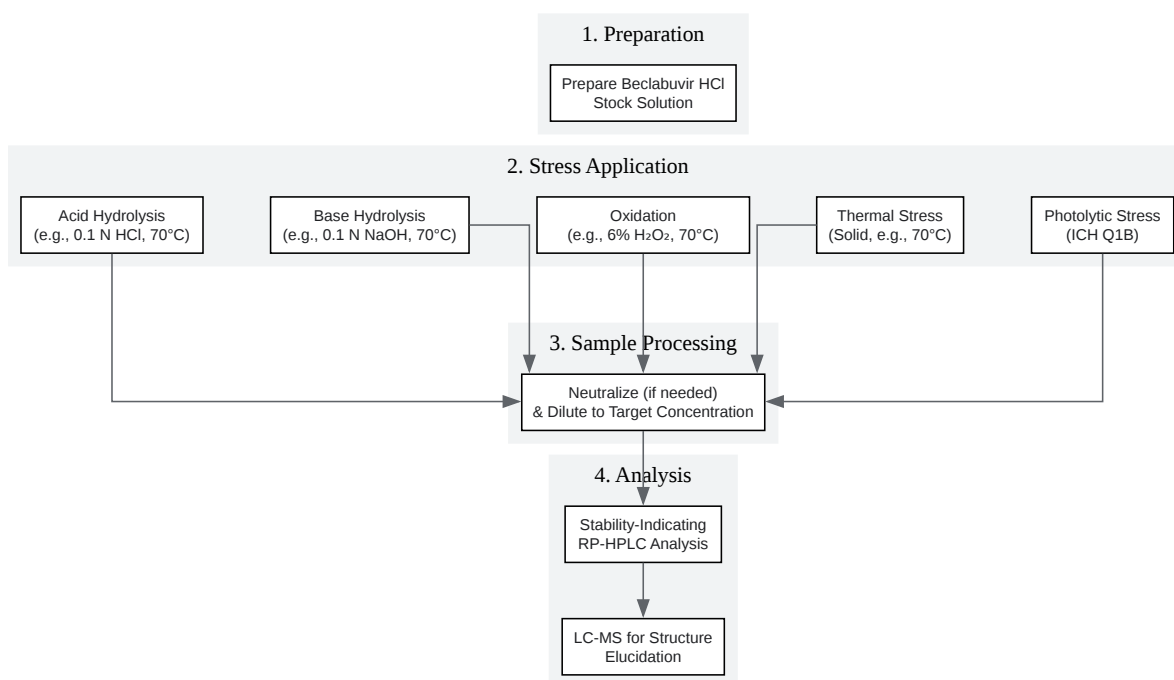 1. Preparation
Prepare Beclabuvir HCl
Stock Solution
2. Stress Application
Acid Hydrolysis
(e.g., 0.1 N HCl, 70°C)
Base Hydrolysis
(e.g., 0.1 N NaOH, 70°C)
Oxidation
(e.g., 6% H₂O₂, 70°C)
Thermal Stress
(Solid, e.g., 70°C)
Photolytic Stress
(ICH Q1B)
3. Sample Processing
Neutralize (if needed)
& Dilute to Target Concentration
4. Analysis
Stability-Indicating
RP-HPLC Analysis
LC-MS for Structure
Elucidation